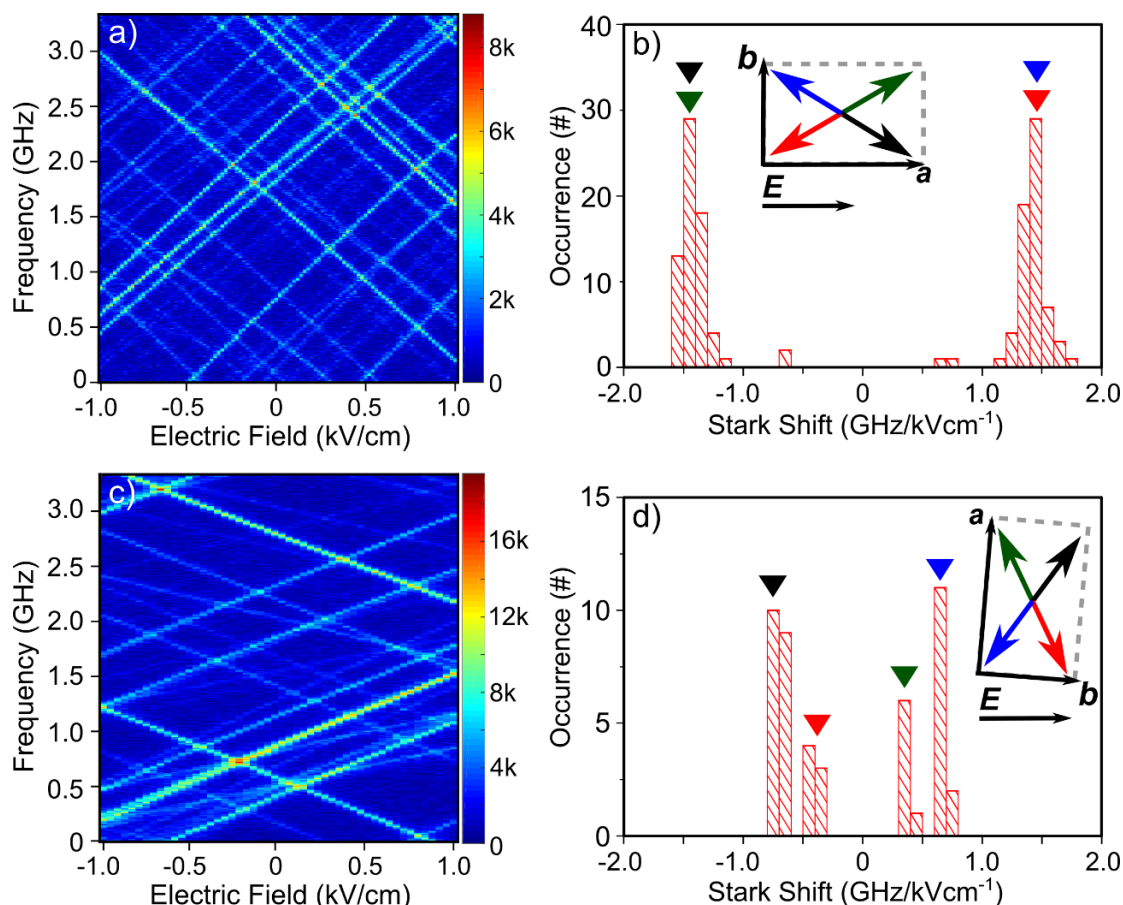 a)
Frequency (GHz)
3.0
2.5
2.0
1.5
1.0
0.5
0
-1.0 -0.5 0 0.5 1.0
Electric Field (kV/cm)
8k
6k
4k
2k
0
b)
Occurrence (#)
40
30
20
10
0
-2.0 -1.0 0 1.0 2.0
Stark Shift (GHz/kVcm⁻¹)
b
a
E
c)
Frequency (GHz)
3.0
2.5
2.0
1.5
1.0
0.5
0
-1.0 -0.5 0 0.5 1.0
Electric Field (kV/cm)
16k
12k
8k
4k
0
d)
Occurrence (#)
15
10
5
0
-2.0 -1.0 0 1.0 2.0
Stark Shift (GHz/kVcm⁻¹)
a
b
E